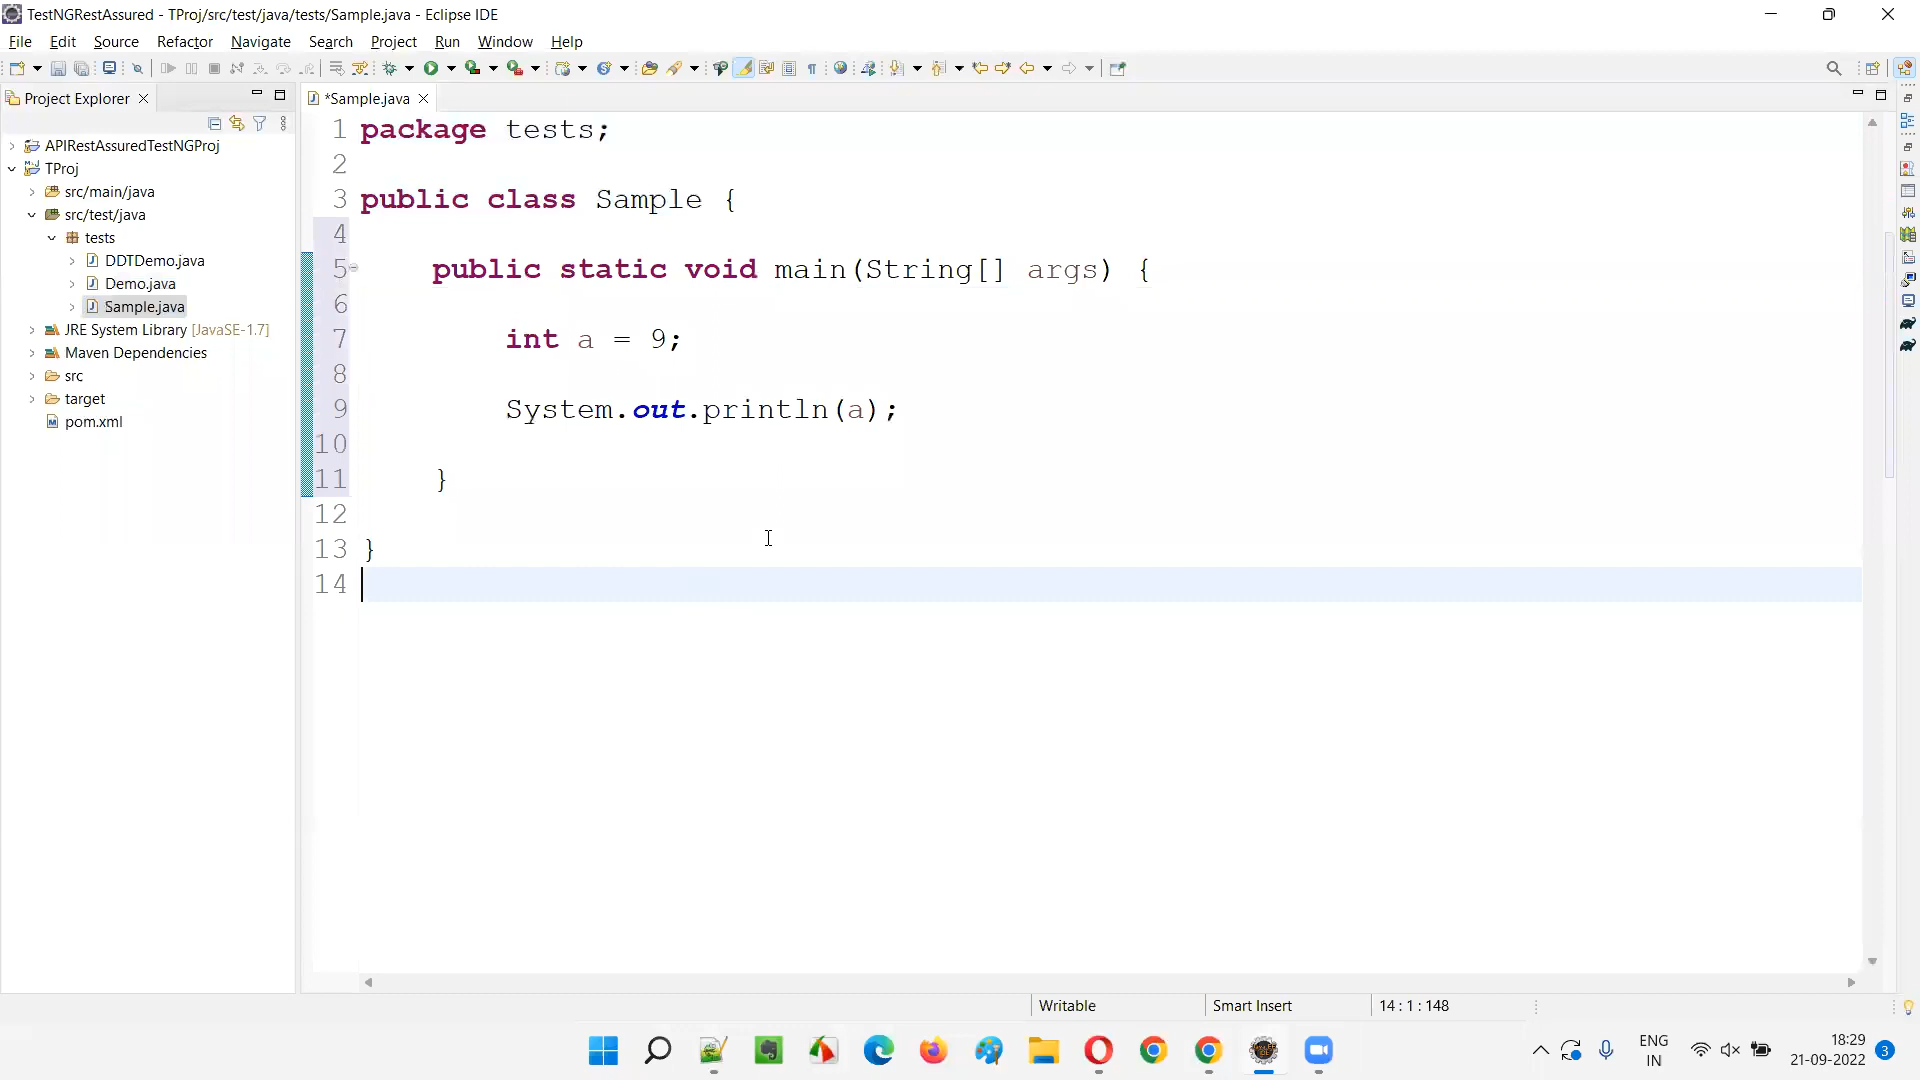 TestNGRestAssured - TProj/src/test/java/tests/Sample.java - Eclipse IDE
File Edit Source Refactor Navigate Search Project Run Window Help
Project Explorer
*Sample.java
APIRestAssuredTestNGProj
TProj
src/main/java
src/test/java
tests
DDTDemo.java
Demo.java
Sample.java
JRE System Library [JavaSE-1.7]
Maven Dependencies
src
target
pom.xml
1 package tests;
2
3 public class Sample {
4
5 public static void main(String[] args) {
6
7 int a = 9;
8
9 System.out.println(a);
10
11 }
12
13 }
14
Writable Smart Insert 14 : 1 : 148
ENG
IN
18:29
21-09-2022
3